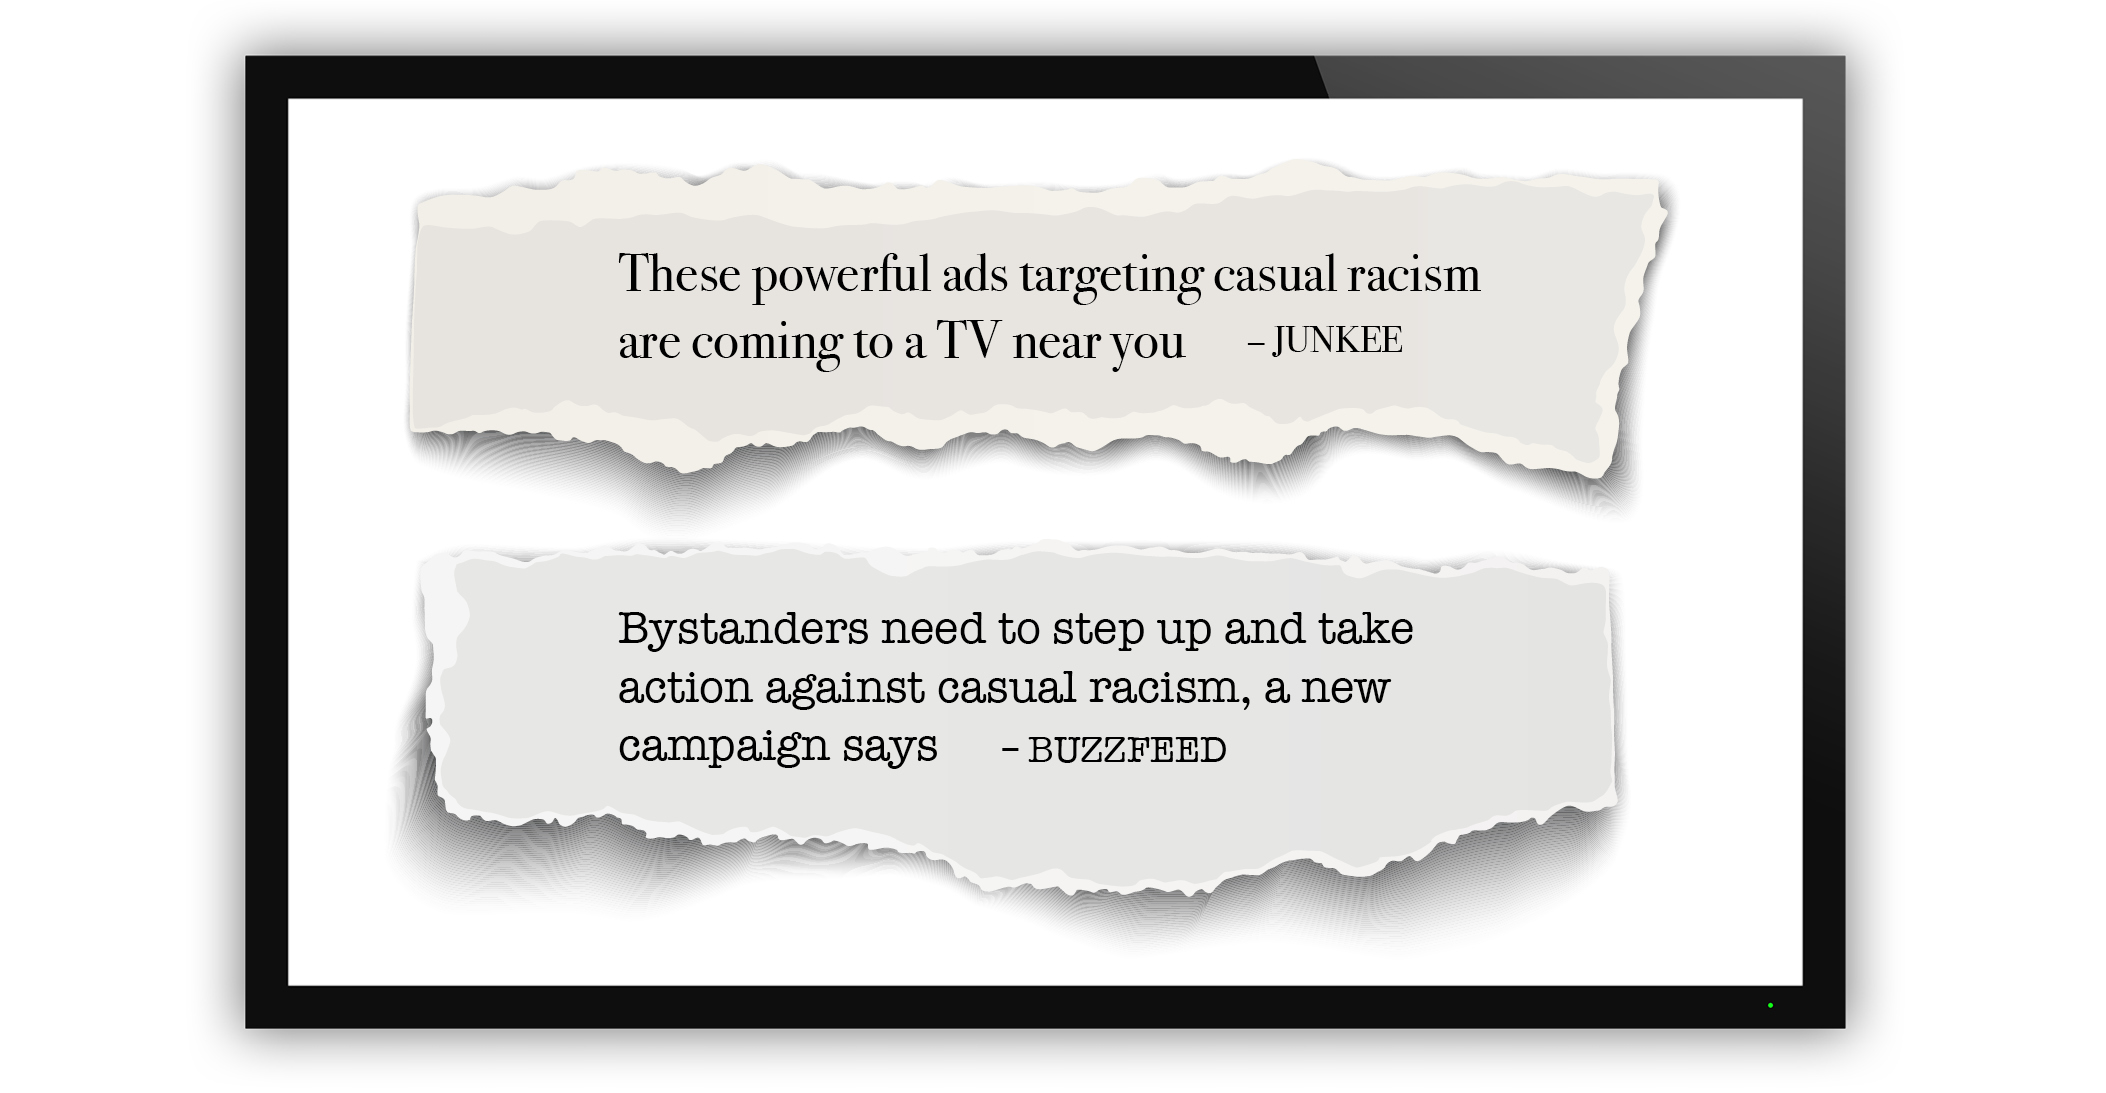 These powerful ads targeting casual racism
are coming to a TV near you – JUNKEE
Bystanders need to step up and take
action against casual racism, a new
campaign says – BUZZFEED